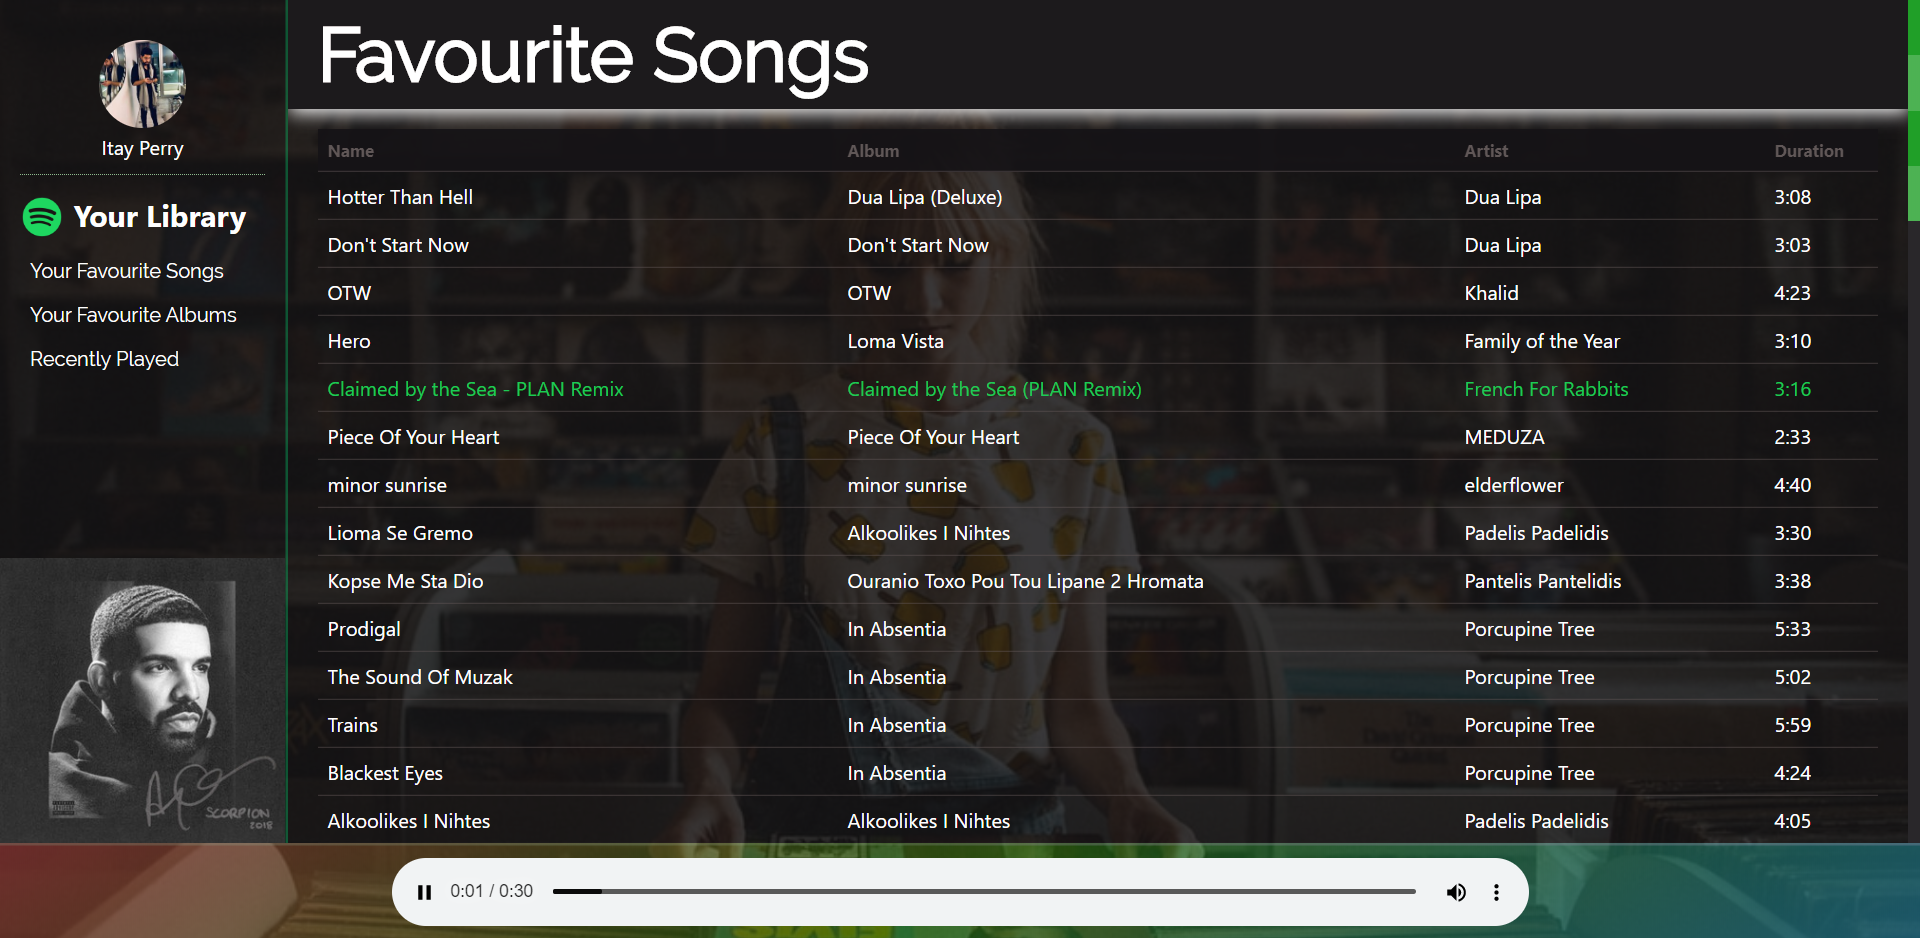 Itay Perry
Your Library
Your Favourite Songs
Your Favourite Albums
Recently Played
SCORPION
2018
Favourite Songs
Name Album Artist Duration
Hotter Than Hell Dua Lipa (Deluxe) Dua Lipa 3:08
Don't Start Now Don't Start Now Dua Lipa 3:03
OTW OTW Khalid 4:23
Hero Loma Vista Family of the Year 3:10
Claimed by the Sea - PLAN Remix Claimed by the Sea (PLAN Remix) French For Rabbits 3:16
Piece Of Your Heart Piece Of Your Heart MEDUZA 2:33
minor sunrise minor sunrise elderflower 4:40
Lioma Se Gremo Alkoolikes I Nihtes Padelis Padelidis 3:30
Kopse Me Sta Dio Ouranio Toxo Pou Tou Lipane 2 Hromata Pantelis Pantelidis 3:38
Prodigal In Absentia Porcupine Tree 5:33
The Sound Of Muzak In Absentia Porcupine Tree 5:02
Trains In Absentia Porcupine Tree 5:59
Blackest Eyes In Absentia Porcupine Tree 4:24
Alkoolikes I Nihtes Alkoolikes I Nihtes Padelis Padelidis 4:05
0:01 / 0:30